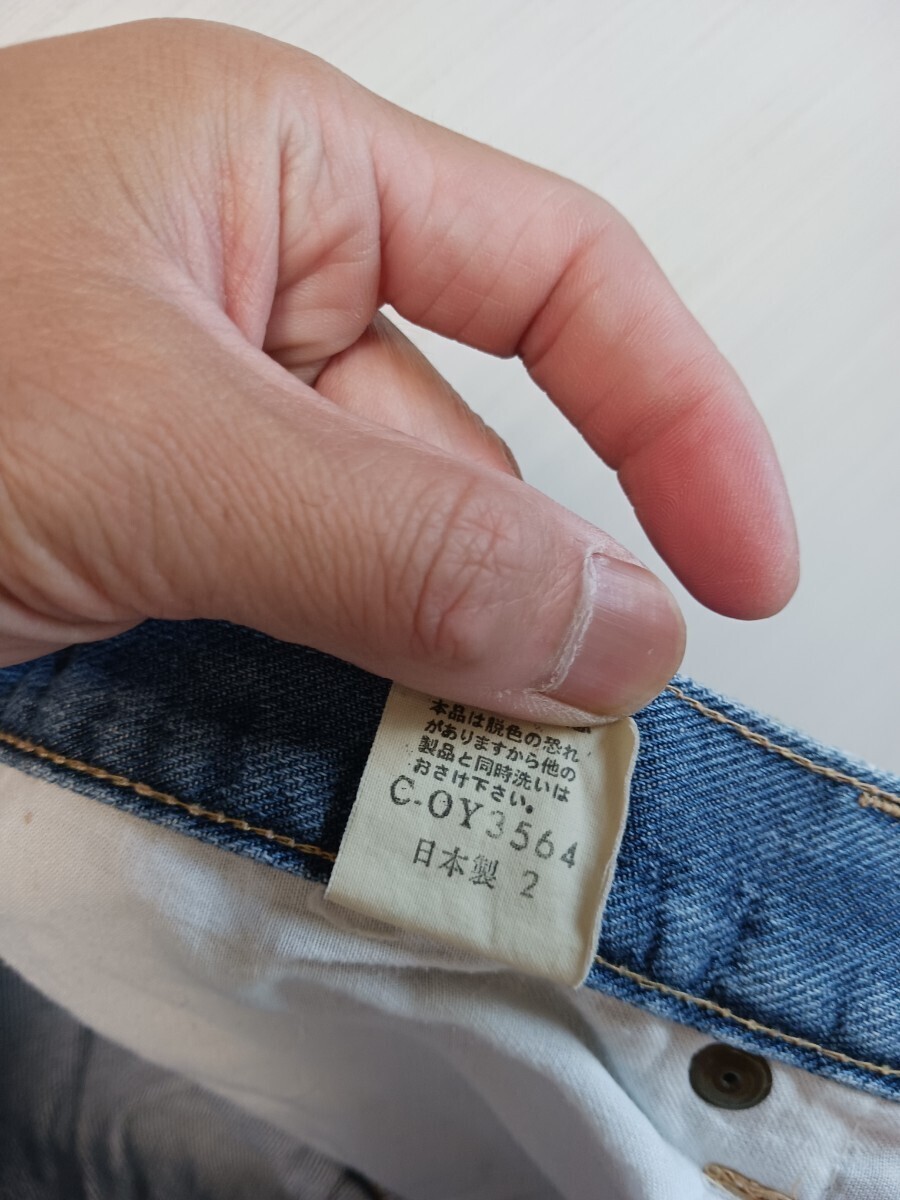 本品は脱色の恐れ
がありますから他の
製品と同時洗いは
おさけ下さい。
C-OY3564
日本製 2